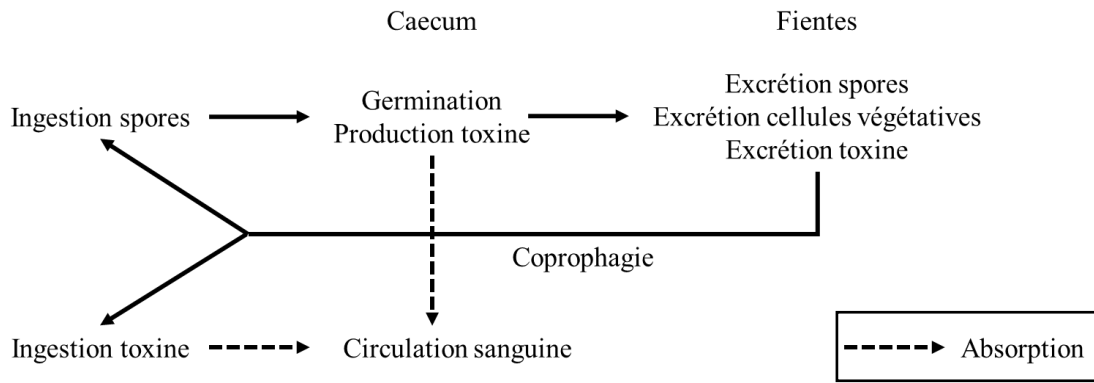 Caecum
Fientes
Ingestion spores
Germination
Production toxine
Excrétion spores
Excrétion cellules végétatives
Excrétion toxine
Coprophagie
Ingestion toxine
Circulation sanguine
Absorption